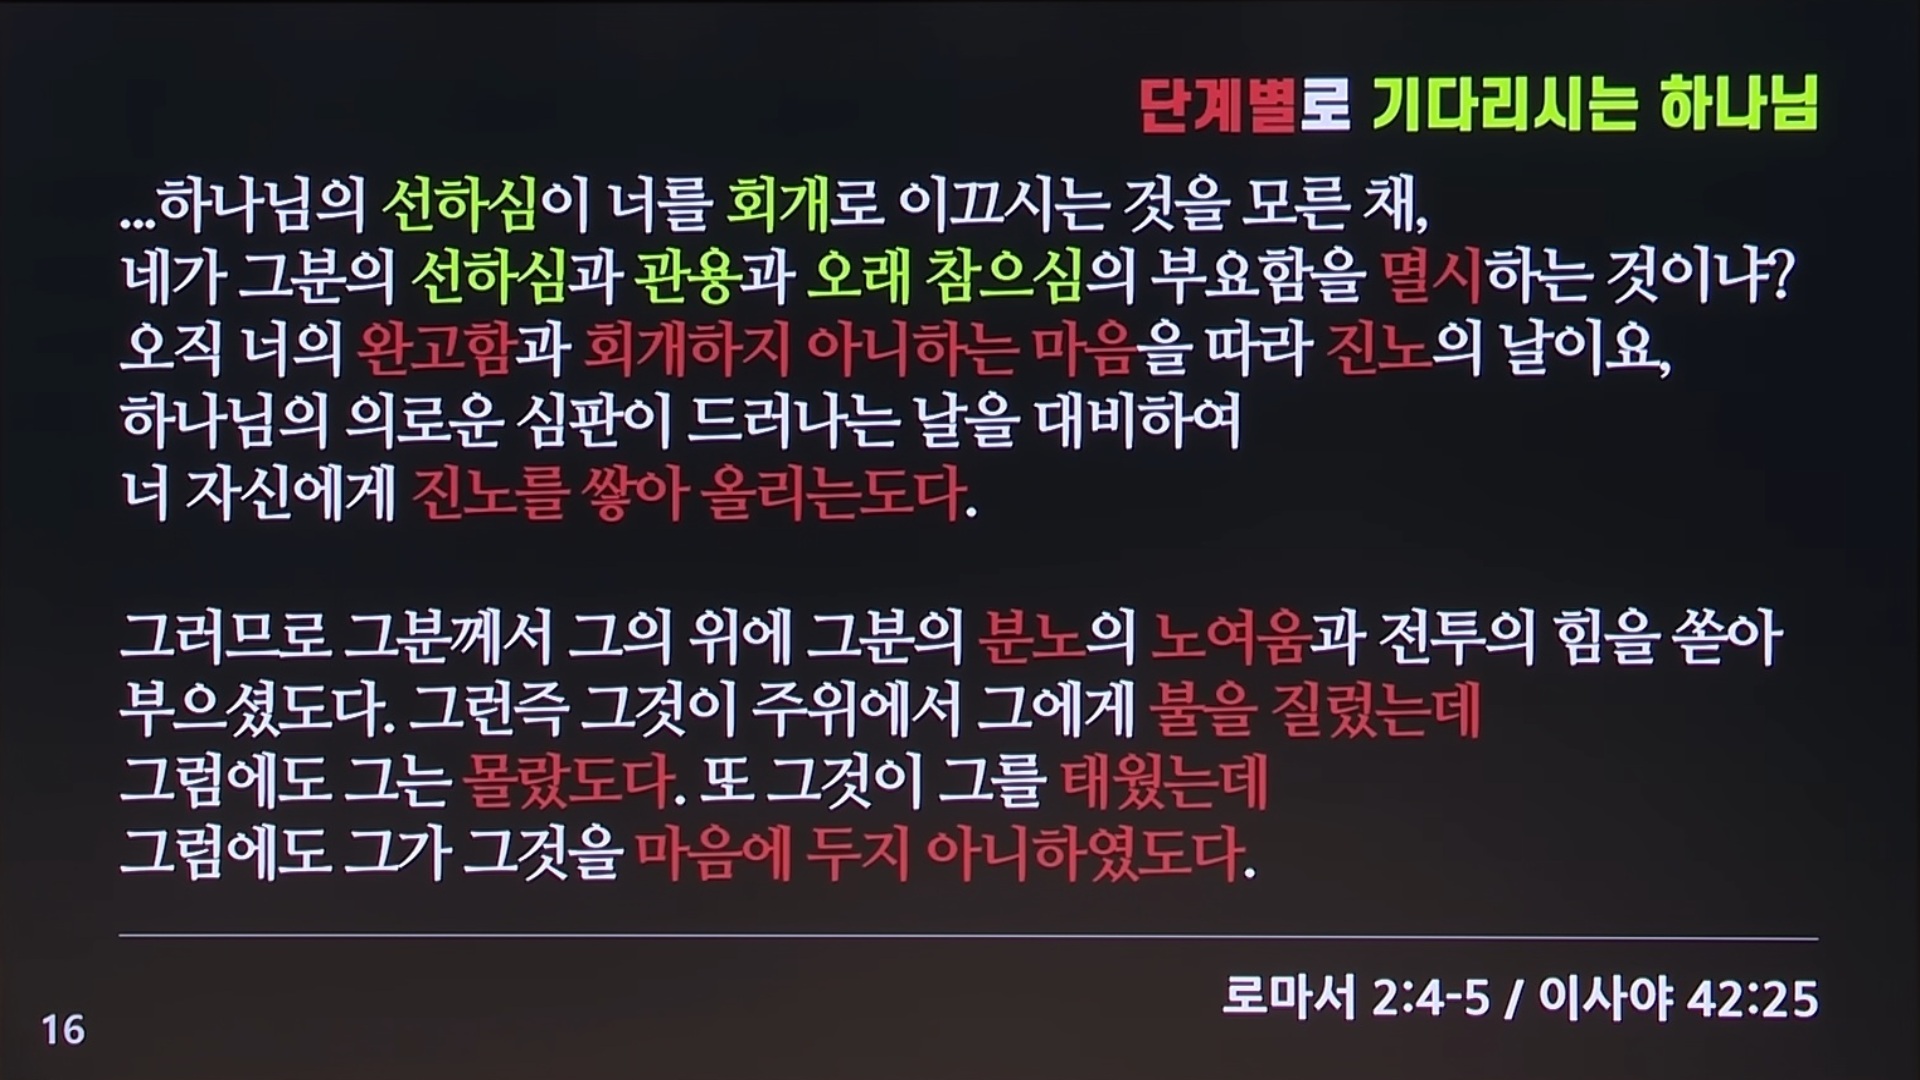 단계별로 기다리시는 하나님
...하나님의 선하심이 너를 회개로 이끄시는 것을 모른 채,
네가 그분의 선하심과 관용과 오래 참으심의 부요함을 멸시하는 것이냐?
오직 너의 완고함과 회개하지 아니하는 마음을 따라 진노의 날이요,
하나님의 의로운 심판이 드러나는 날을 대비하여
너 자신에게 진노를 쌓아 올리는도다.
그러므로 그분께서 그의 위에 그분의 분노의 노여움과 전투의 힘을 쏟아
부으셨도다. 그런즉 그것이 주위에서 그에게 불을 질렀는데
그럼에도 그는 몰랐도다. 또 그것이 그를 태웠는데
그럼에도 그가 그것을 마음에 두지 아니하였도다.
로마서 2:4-5 / 이사야 42:25
16